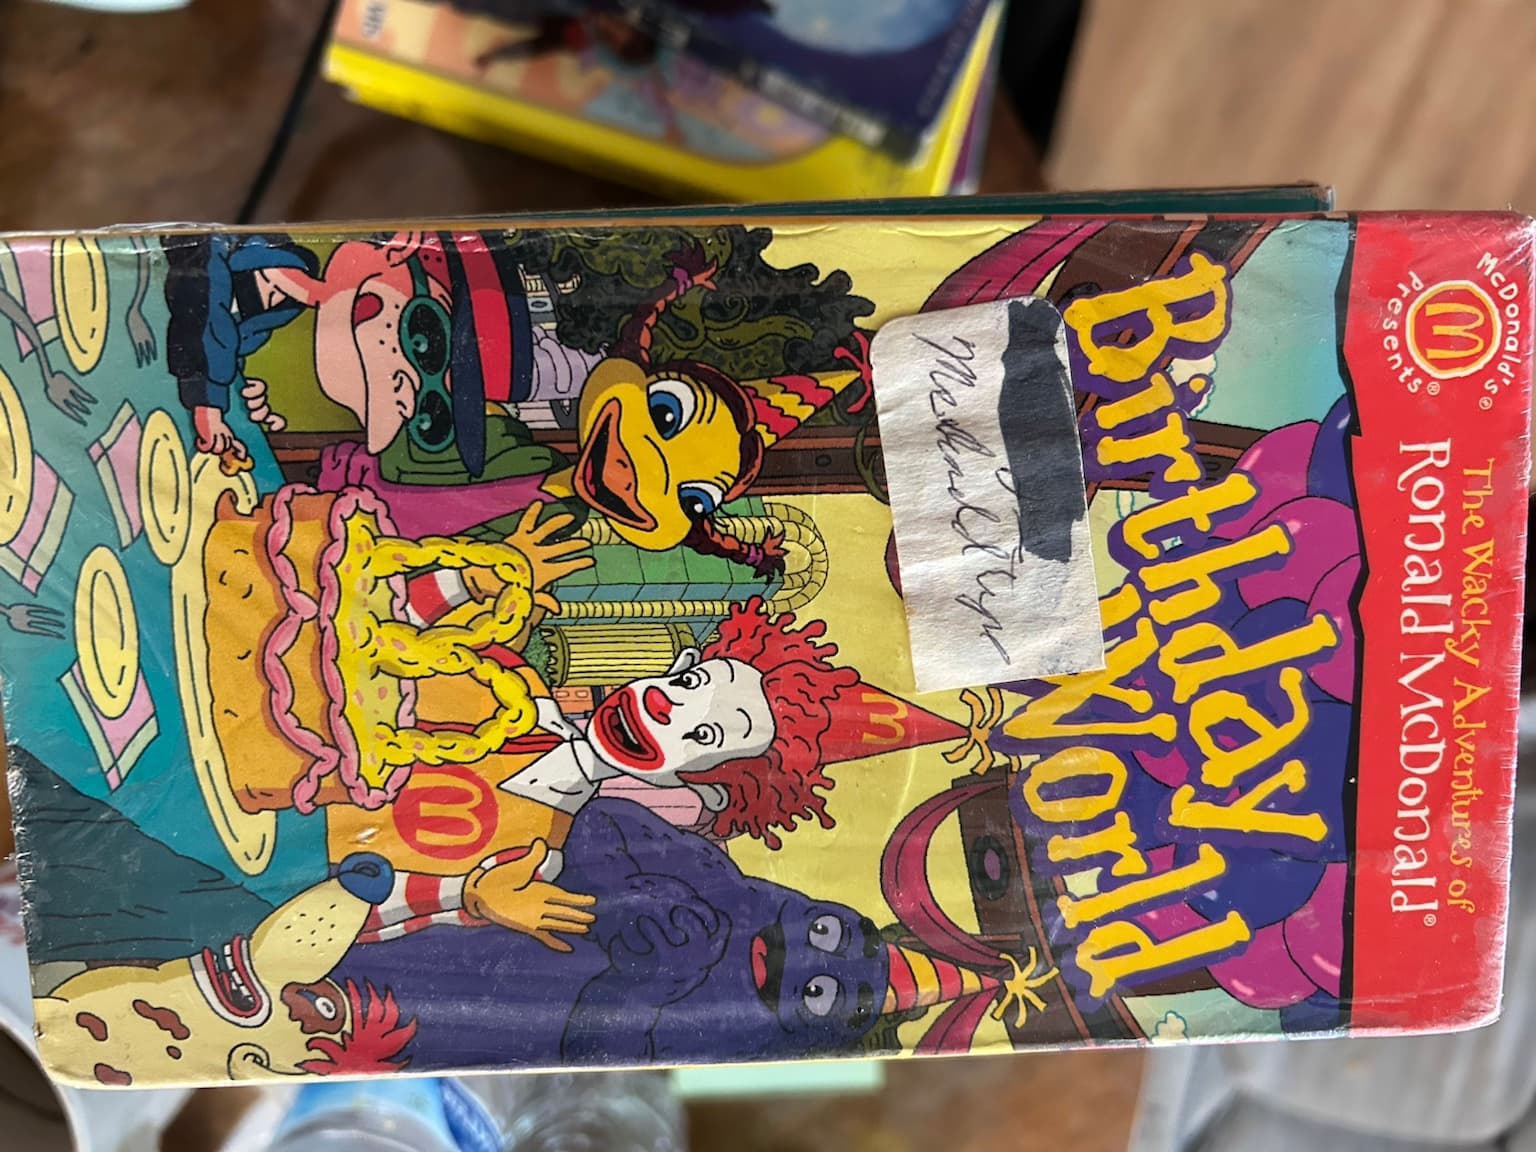 McDonald's®
M
Presents®
The Wacky Adventures of
Ronald McDonald®
Birthday
World
M
M